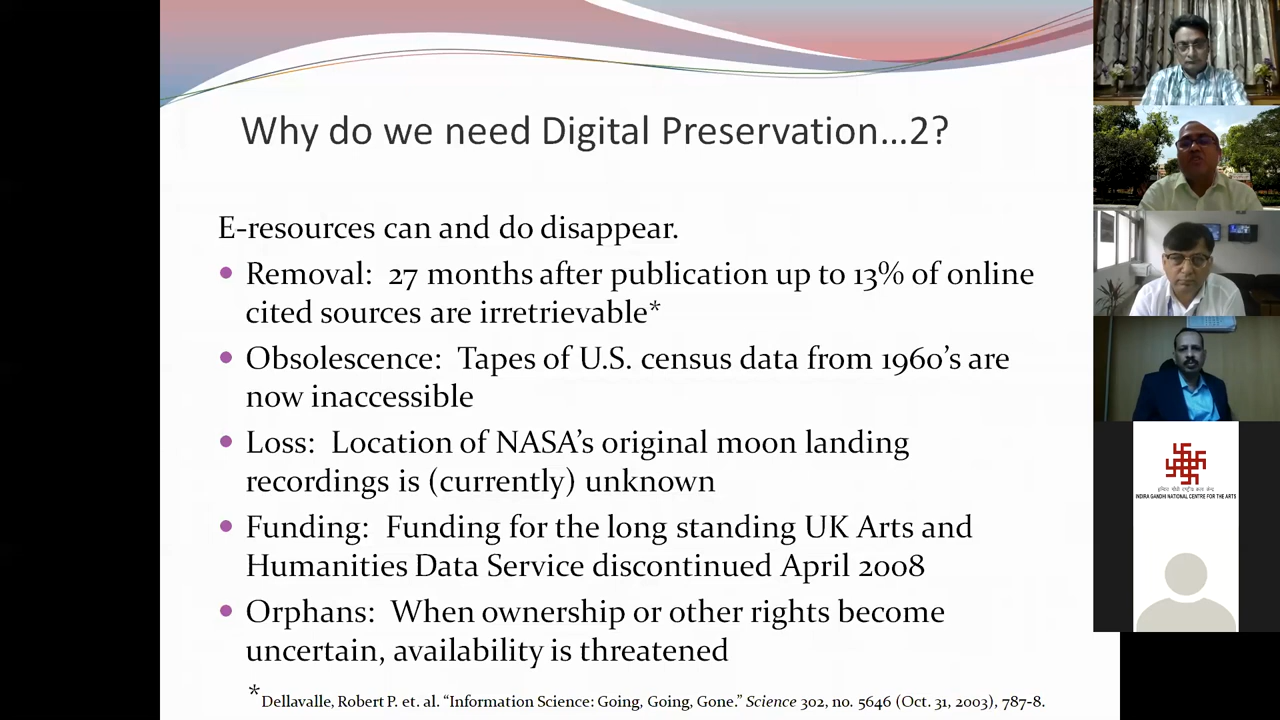 Why do we need Digital Preservation...2?
E-resources can and do disappear.
Removal: 27 months after publication up to 13% of online
cited sources are irretrievable*
Obsolescence: Tapes of U.S. census data from 1960's are
now inaccessible
Loss: Location of NASA's original moon landing
recordings is (currently) unknown
Funding: Funding for the long standing UK Arts and
Humanities Data Service discontinued April 2008
Orphans: When ownership or other rights become
uncertain, availability is threatened
*Dellavalle, Robert P. et. al. “Information Science: Going, Going, Gone.” Science 302, no. 5646 (Oct. 31, 2003), 787-8.
इन्दिरा गाँधी राष्ट्रीय कला केन्द्र
INDIRA GANDHI NATIONAL CENTRE FOR THE ARTS